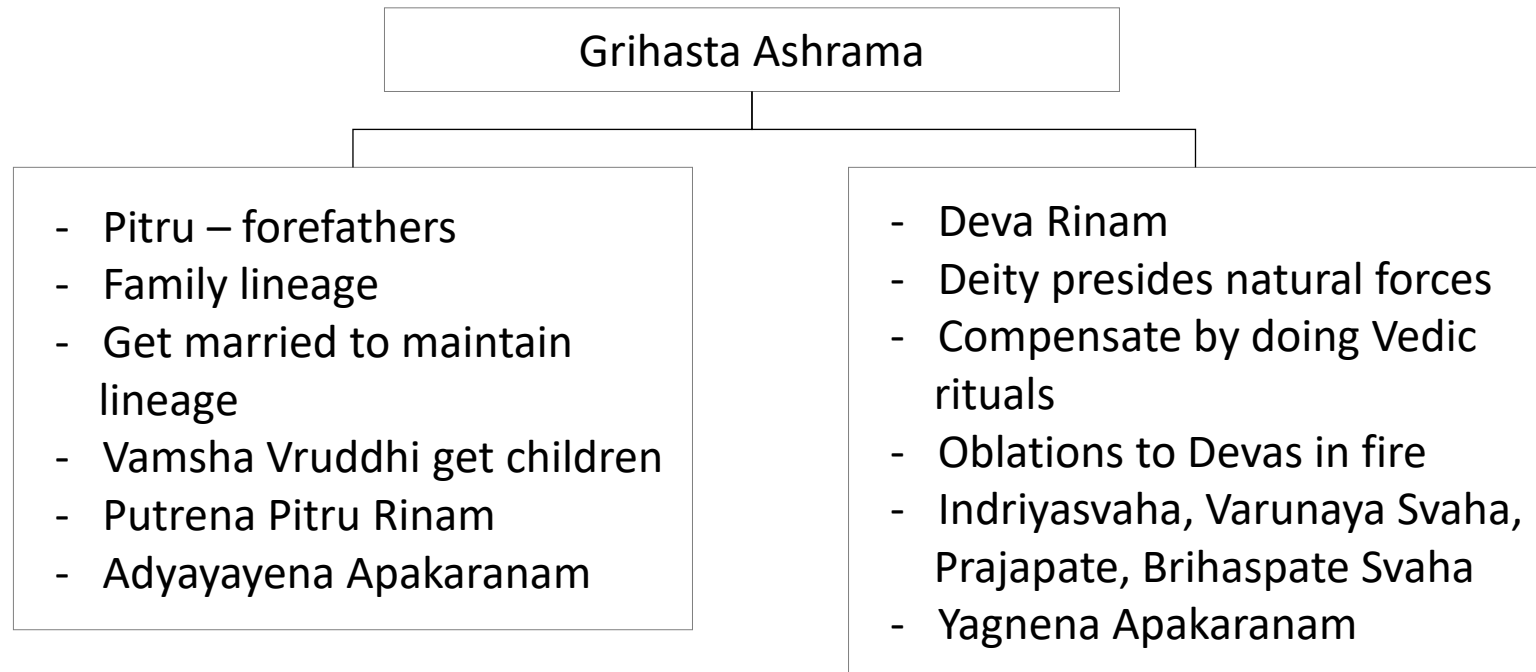 Grihasta Ashrama
- Pitru – forefathers
- Family lineage
- Get married to maintain
lineage
- Vamsha Vruddhi get children
- Putrena Pitru Rinam
- Adyayayena Apakaranam
- Deva Rinam
- Deity presides natural forces
- Compensate by doing Vedic
rituals
- Oblations to Devas in fire
- Indriyasvaha, Varunaya Svaha,
Prajapate, Brihaspate Svaha
- Yagnena Apakaranam